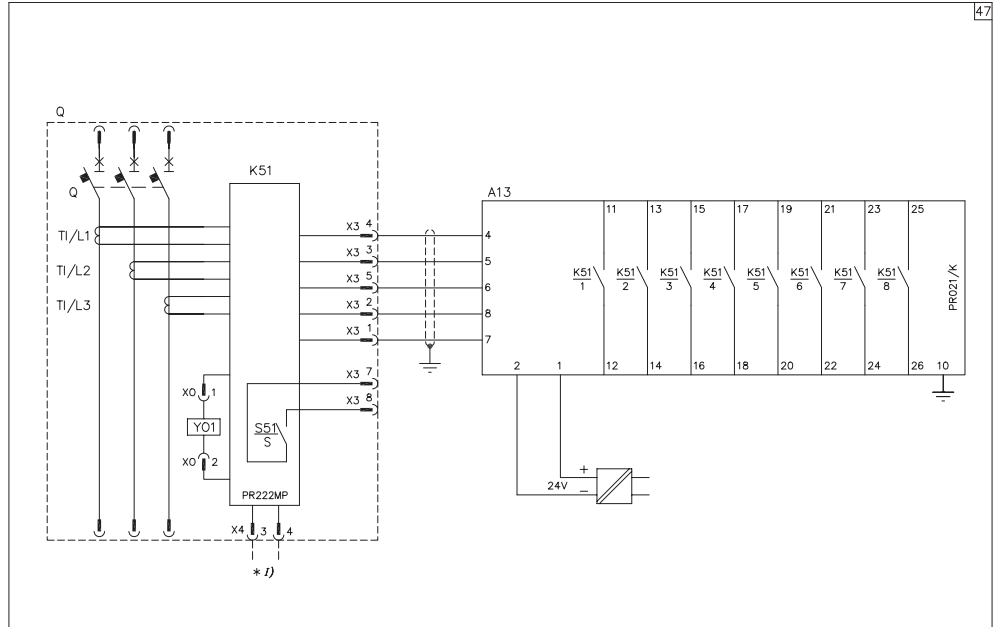 47
Q
K51
Q
A13
TI/L1
TI/L2
TI/L3
X3 4
X3 3
X3 5
X3 2
X3 1
X3 7
X3 8
4
5
6
8
7
11 13 15 17 19 21 23 25
K51/1 K51/2 K51/3 K51/4 K51/5 K51/6 K51/7 K51/8
PR021/K
2 1 12 14 16 18 20 22 24 26 10
X0 1
Y01
X0 2
S51/S
PR222MP
X4 3 4
* 1)
+
24V −